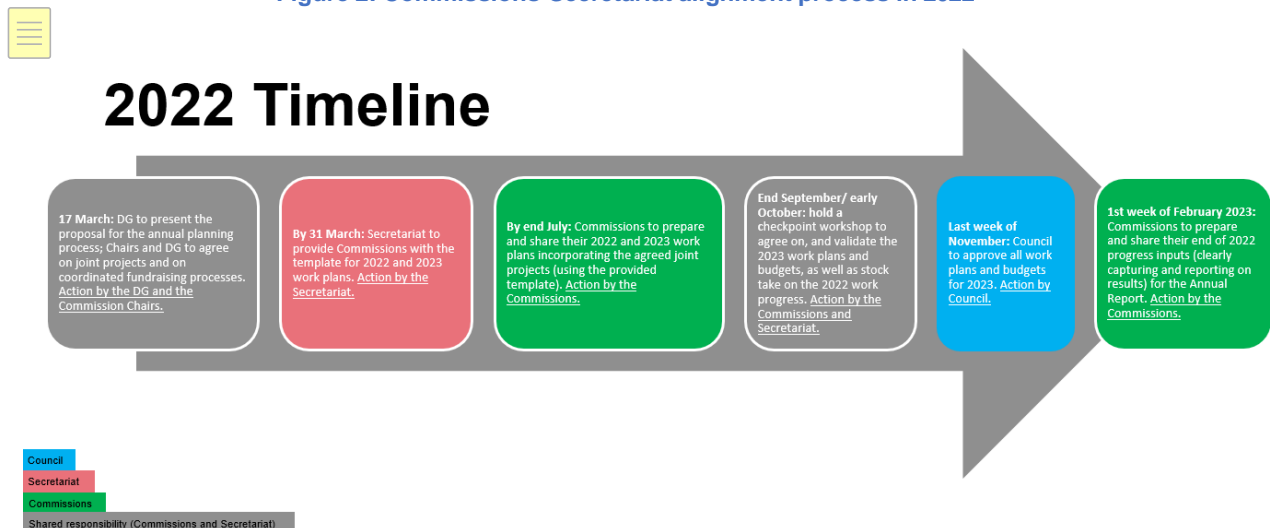 Figure 2: Commissions-Secretariat alignment process in 2022
2022 Timeline
17 March: DG to present the
proposal for the annual planning
process; Chairs and DG to agree
on joint projects and on
coordinated fundraising processes.
Action by the DG and the
Commission Chairs.
By 31 March: Secretariat to
provide Commissions with the
template for 2022 and 2023
work plans. Action by the
Secretariat.
By end July: Commissions to prepare
and share their 2022 and 2023 work
plans incorporating the agreed joint
projects (using the provided
template). Action by the
Commissions.
End September/ early
October: hold a
checkpoint workshop to
agree on, and validate the
2023 work plans and
budgets, as well as stock
take on the 2022 work
progress. Action by the
Commissions and
Secretariat.
Last week of
November: Council
to approve all work
plans and budgets
for 2023. Action by
Council.
1st week of February 2023:
Commissions to prepare
and share their end of 2022
progress inputs (clearly
capturing and reporting on
results) for the Annual
Report. Action by the
Commissions.
Council
Secretariat
Commissions
Shared responsibility (Commissions and Secretariat)